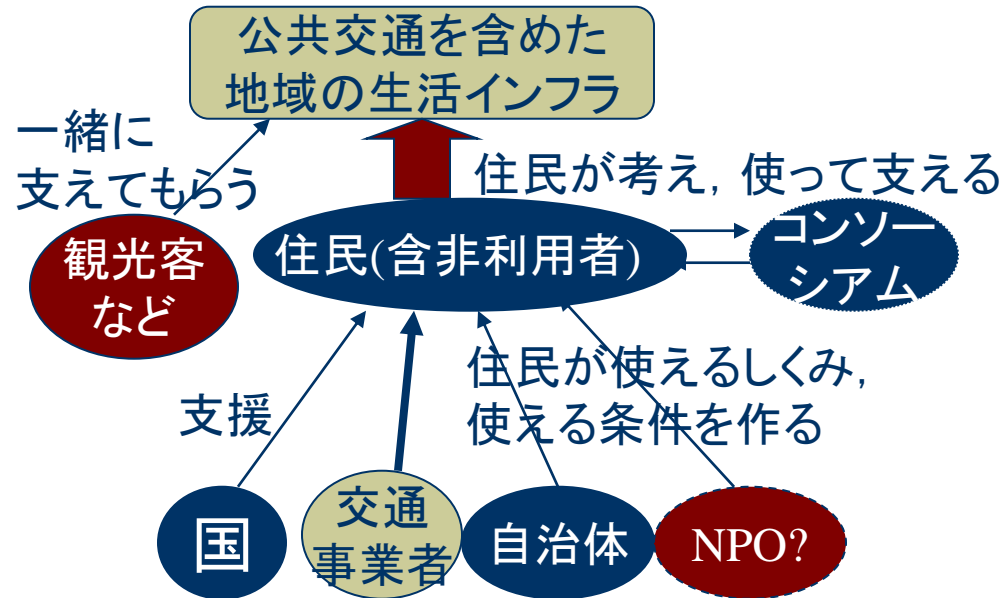 公共交通を含めた
地域の生活インフラ
一緒に
支えてもらう
住民が考え，使って支える
観光客
など
住民(含非利用者)
コンソー
シアム
住民が使えるしくみ，
使える条件を作る
支援
国
交通
事業者
自治体
NPO?